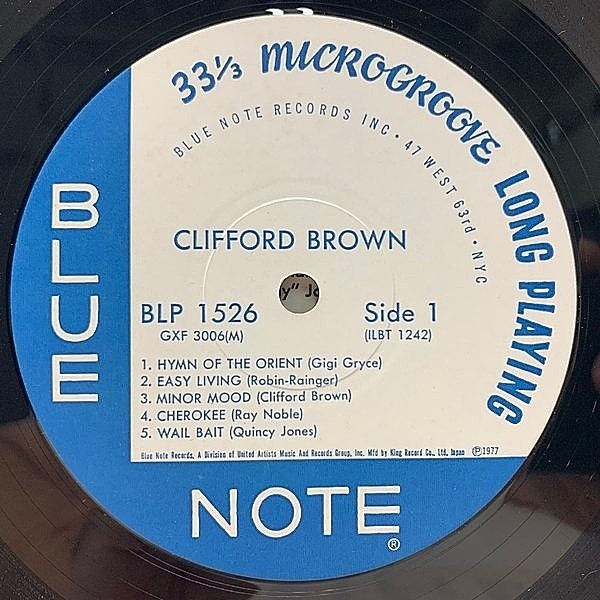 33⅓ MICROGROOVE LONG PLAYING
BLUE NOTE RECORDS INC • 47 WEST 63rd • NYC
BLUE
CLIFFORD BROWN
BLP 1526 Side 1
GXF 3006(M) (ILBT 1242)
1. HYMN OF THE ORIENT (Gigi Gryce)
2. EASY LIVING (Robin-Rainger)
3. MINOR MOOD (Clifford Brown)
4. CHEROKEE (Ray Noble)
5. WAIL BAIT (Quincy Jones)
Blue Note Records, A Division of United Artists Music And Records Group, Inc. Mfd by King Record Co., Ltd, Japan ℗1977
NOTE®